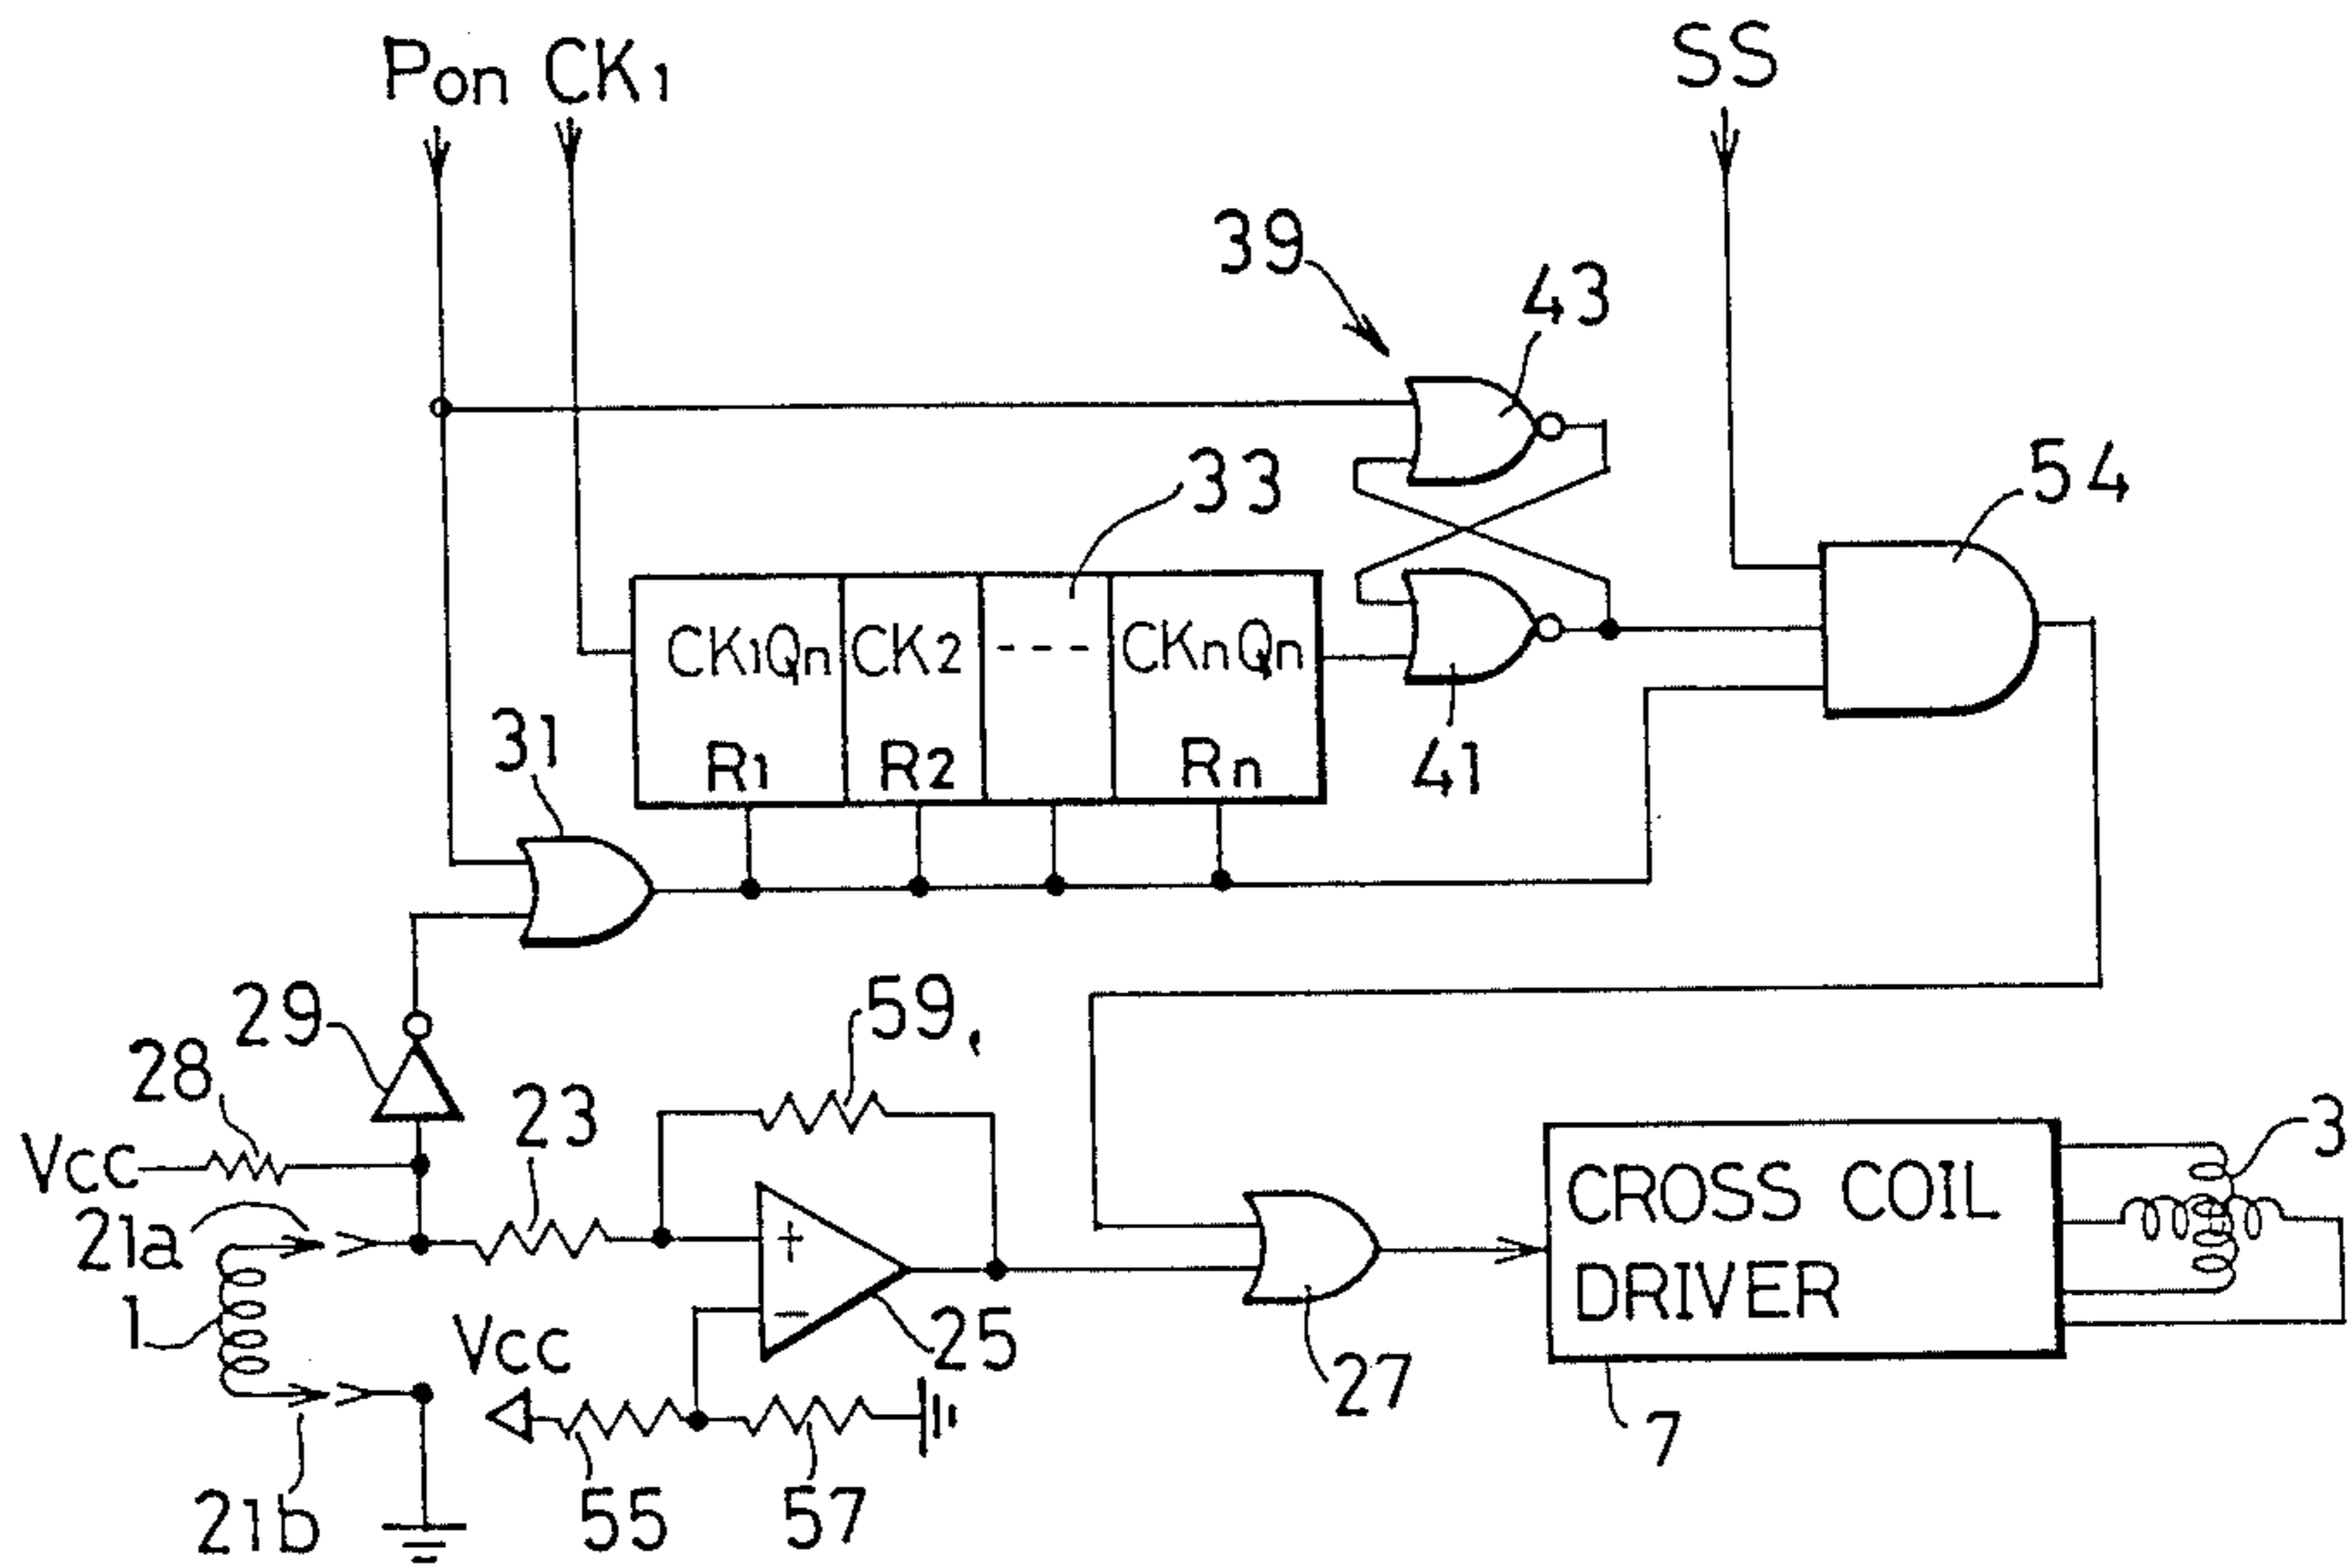 Pon CK1 SS
39
43
33
54
CK1Qn CK2 --- CKnQn
R1 R2 Rn
41
31
29
28
59
23
Vcc
21a
1
3
CROSS COIL
DRIVER
+
−
25
Vcc
27
7
55
57
21b